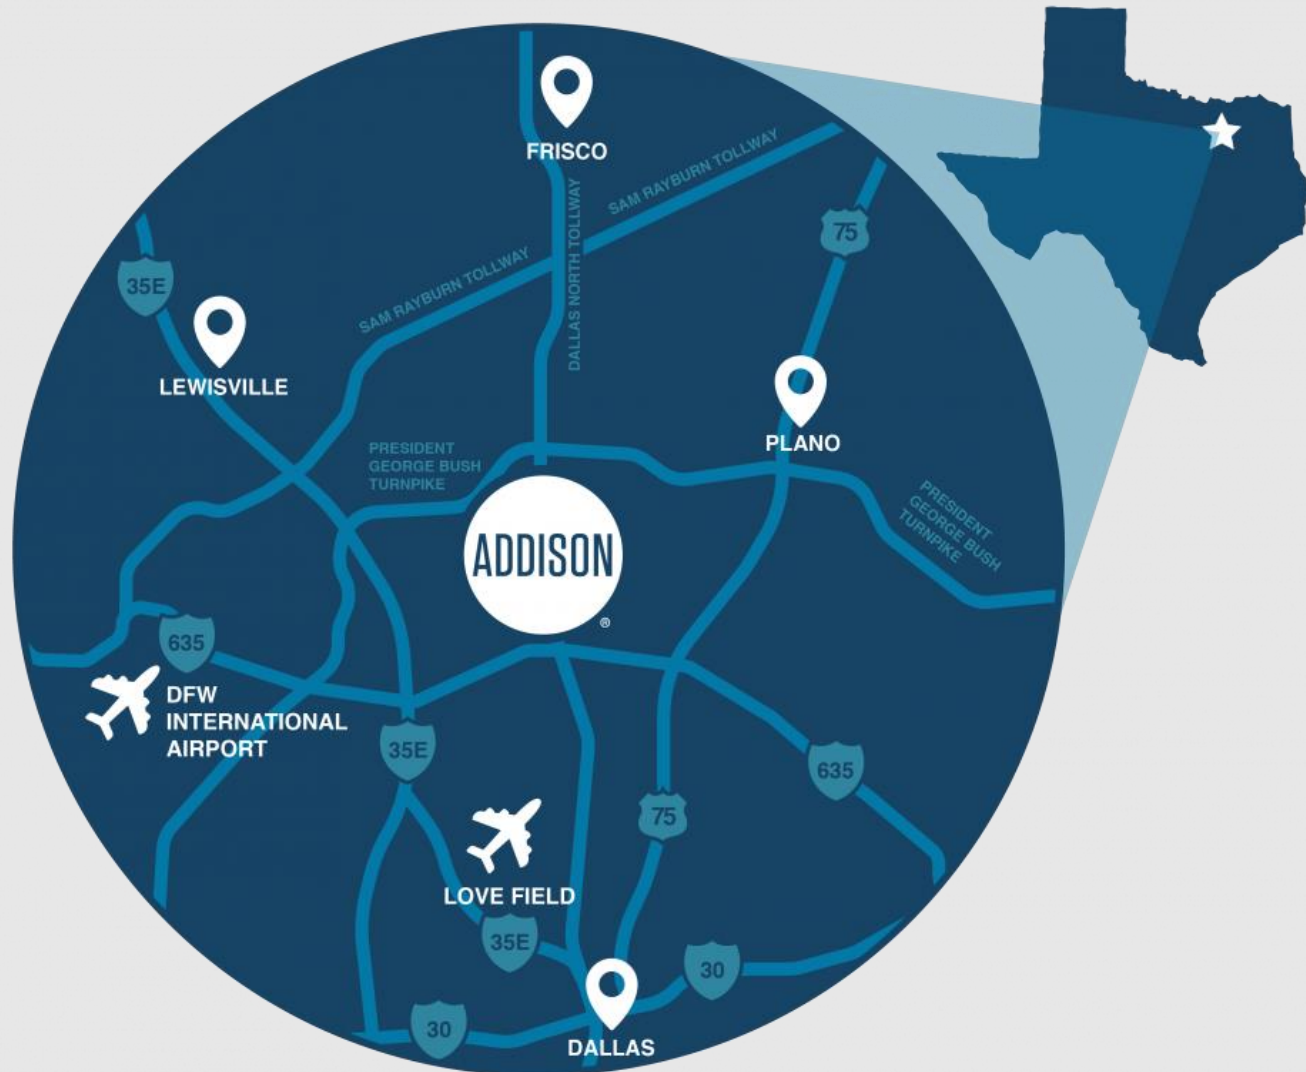 FRISCO
SAM RAYBURN TOLLWAY
DALLAS NORTH TOLLWAY
75
SAM RAYBURN TOLLWAY
35E
LEWISVILLE
PLANO
PRESIDENT
GEORGE BUSH
TURNPIKE
PRESIDENT
GEORGE BUSH
TURNPIKE
ADDISON
®
635
DFW
INTERNATIONAL
AIRPORT
35E
635
75
LOVE FIELD
35E
30
30
DALLAS